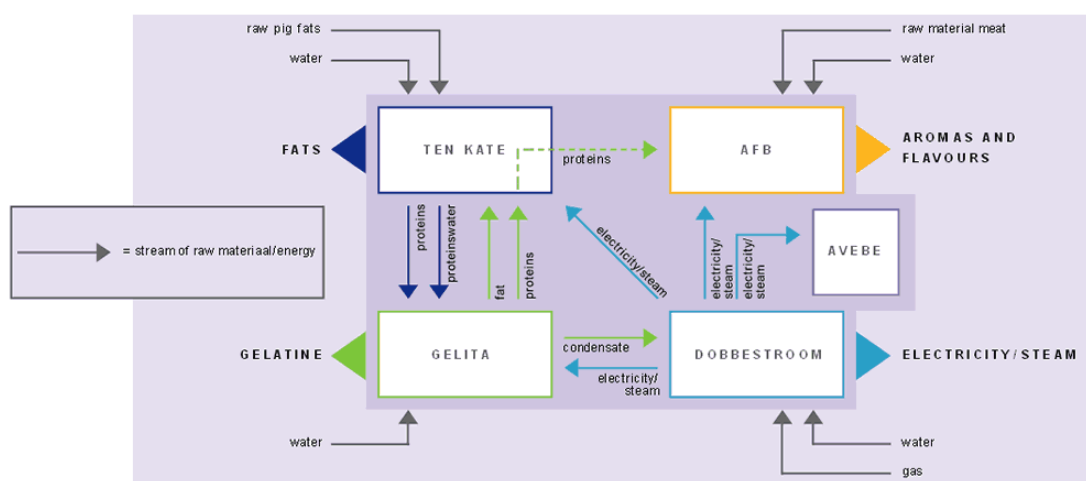 raw pig fats
raw material meat
water
water
FATS
TEN KATE
proteins
AFB
AROMAS AND
FLAVOURS
= stream of raw materiaal/energy
proteins
proteinswater
fat
proteins
electricity/steam
electricity/
steam
electricity/
steam
AVEBE
GELATINE
GELITA
condensate
electricity/
steam
DOBBESTROOM
ELECTRICITY/STEAM
water
water
gas